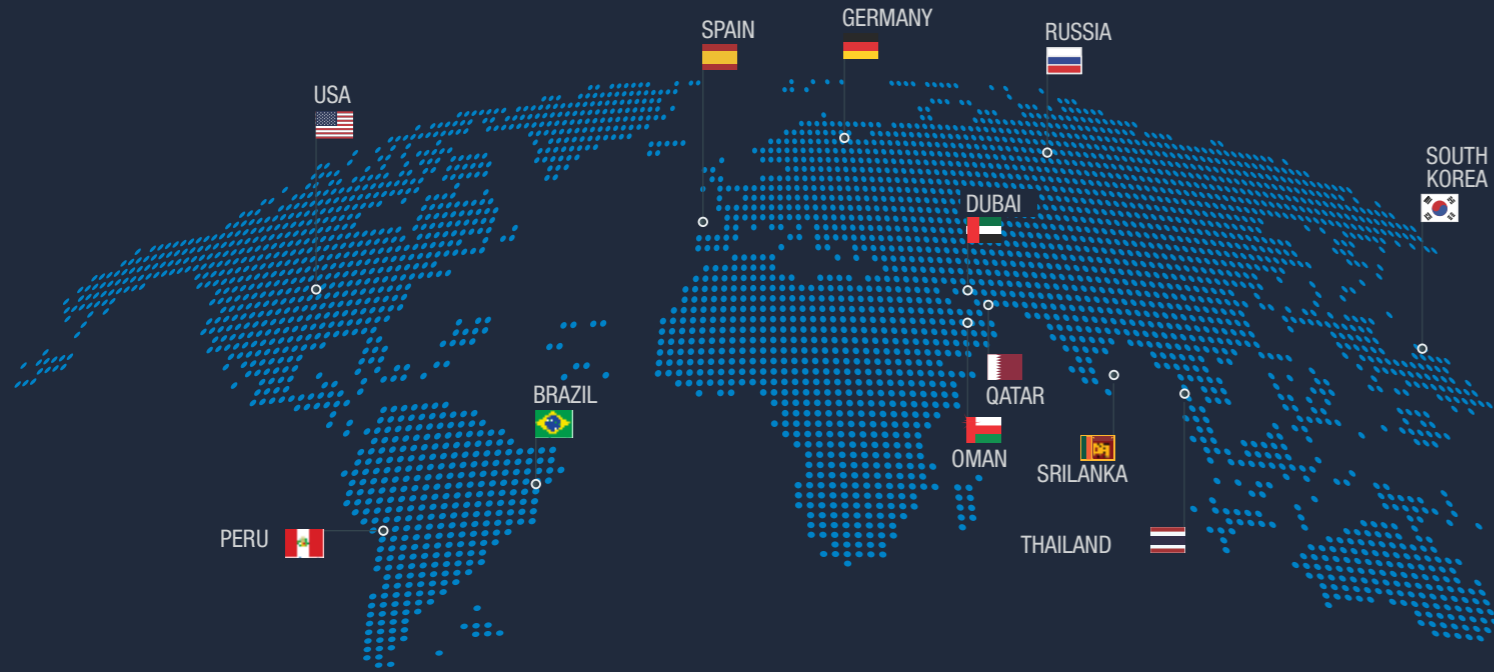 GERMANY
SPAIN
RUSSIA
USA
SOUTH
KOREA
DUBAI
BRAZIL
QATAR
OMAN
SRILANKA
PERU
THAILAND